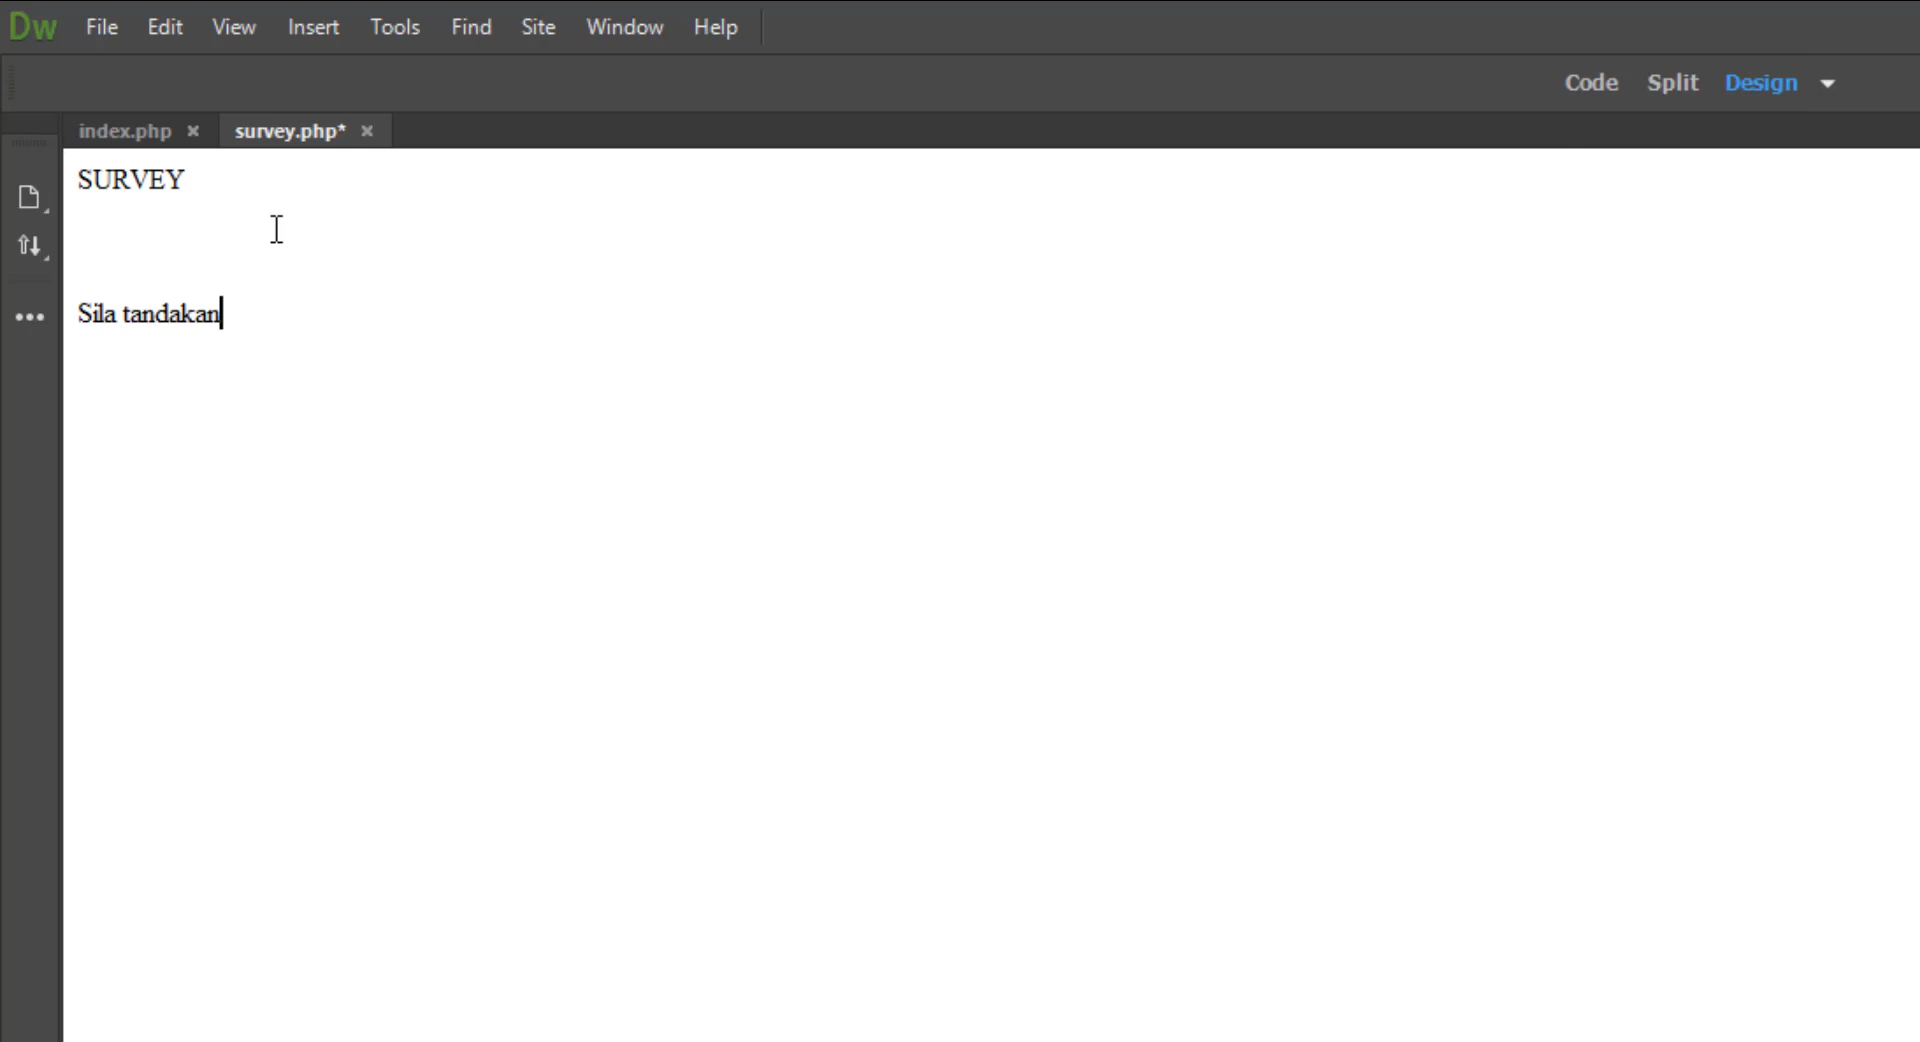 Dw File Edit View Insert Tools Find Site Window Help
Code Split Design
index.php × survey.php* ×
SURVEY
Sila tandakan